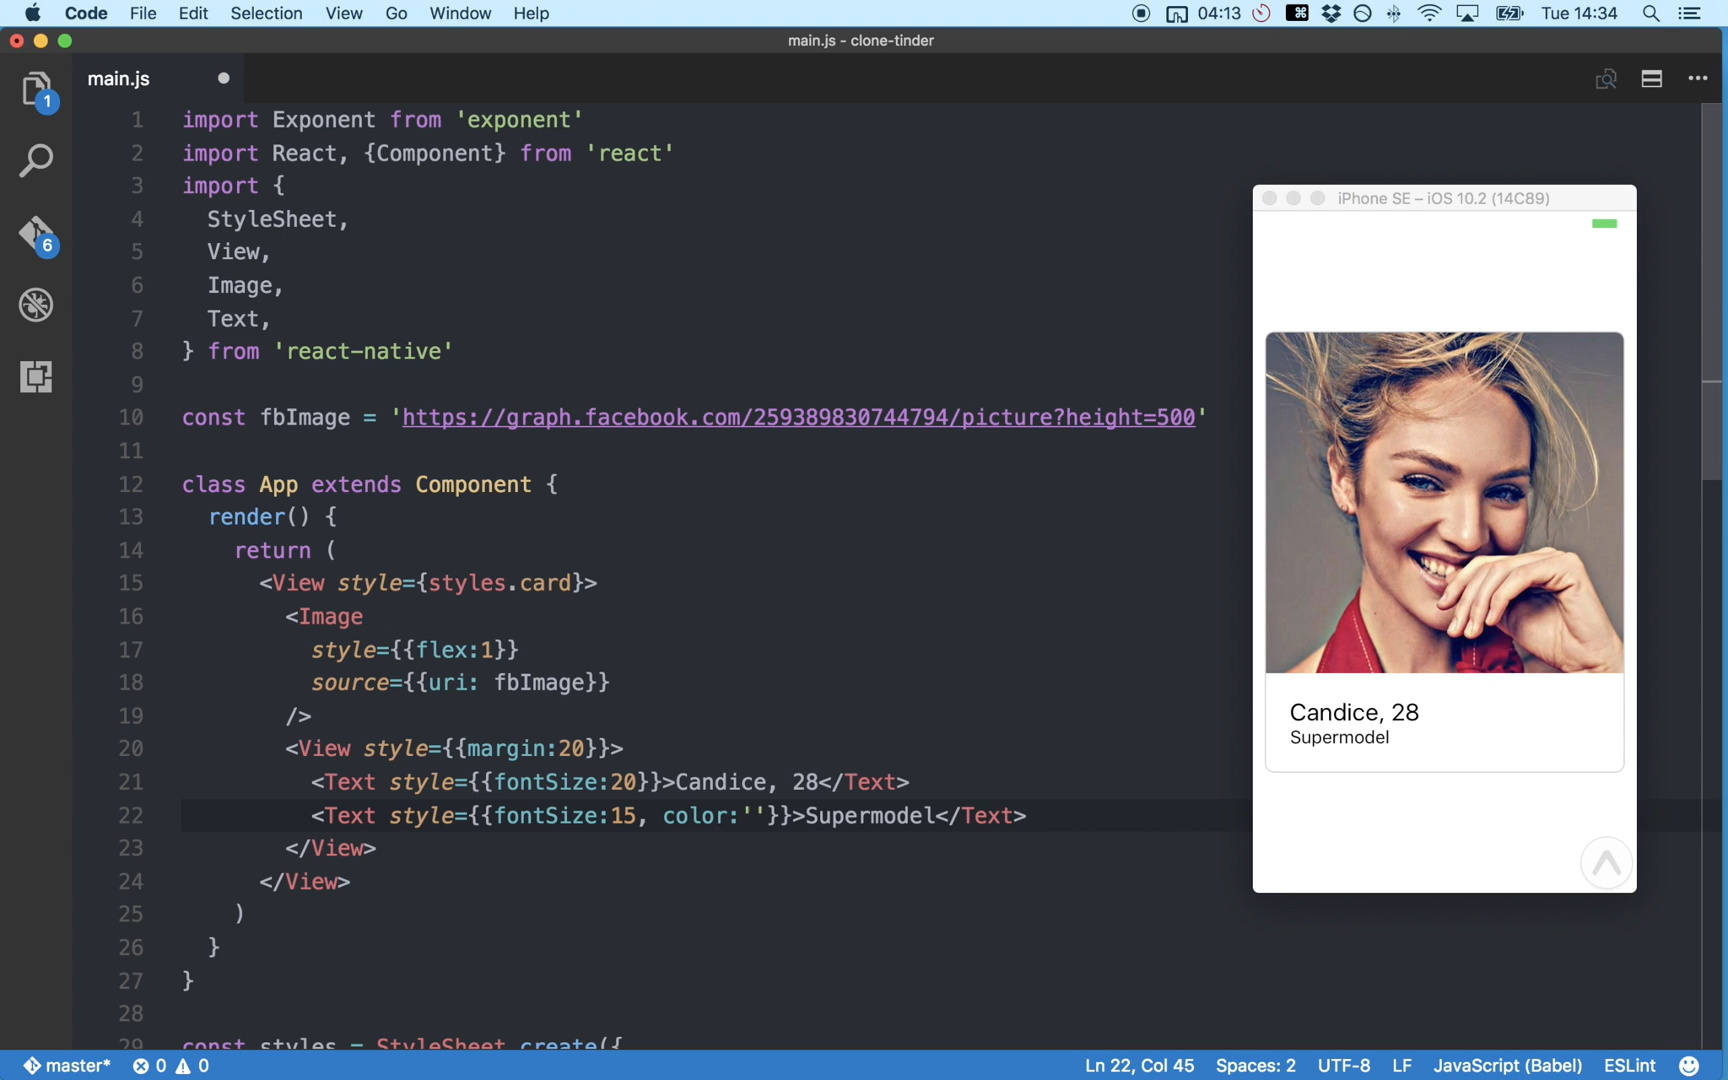 Code File Edit Selection View Go Window Help 04:13 Tue 14:34
main.js - clone-tinder
main.js
1
6
1 import Exponent from 'exponent'
2 import React, {Component} from 'react'
3 import {
4 StyleSheet,
5 View,
6 Image,
7 Text,
8 } from 'react-native'
9
10 const fbImage = 'https://graph.facebook.com/259389830744794/picture?height=500'
11
12 class App extends Component {
13 render() {
14 return (
15 <View style={styles.card}>
16 <Image
17 style={{flex:1}}
18 source={{uri: fbImage}}
19 />
20 <View style={{margin:20}}>
21 <Text style={{fontSize:20}}>Candice, 28</Text>
22 <Text style={{fontSize:15, color:''}}>Supermodel</Text>
23 </View>
24 </View>
25 )
26 }
27 }
28
29 const styles = StyleSheet.create({
iPhone SE – iOS 10.2 (14C89)
Candice, 28
Supermodel
master* 0 0 Ln 22, Col 45 Spaces: 2 UTF-8 LF JavaScript (Babel) ESLint